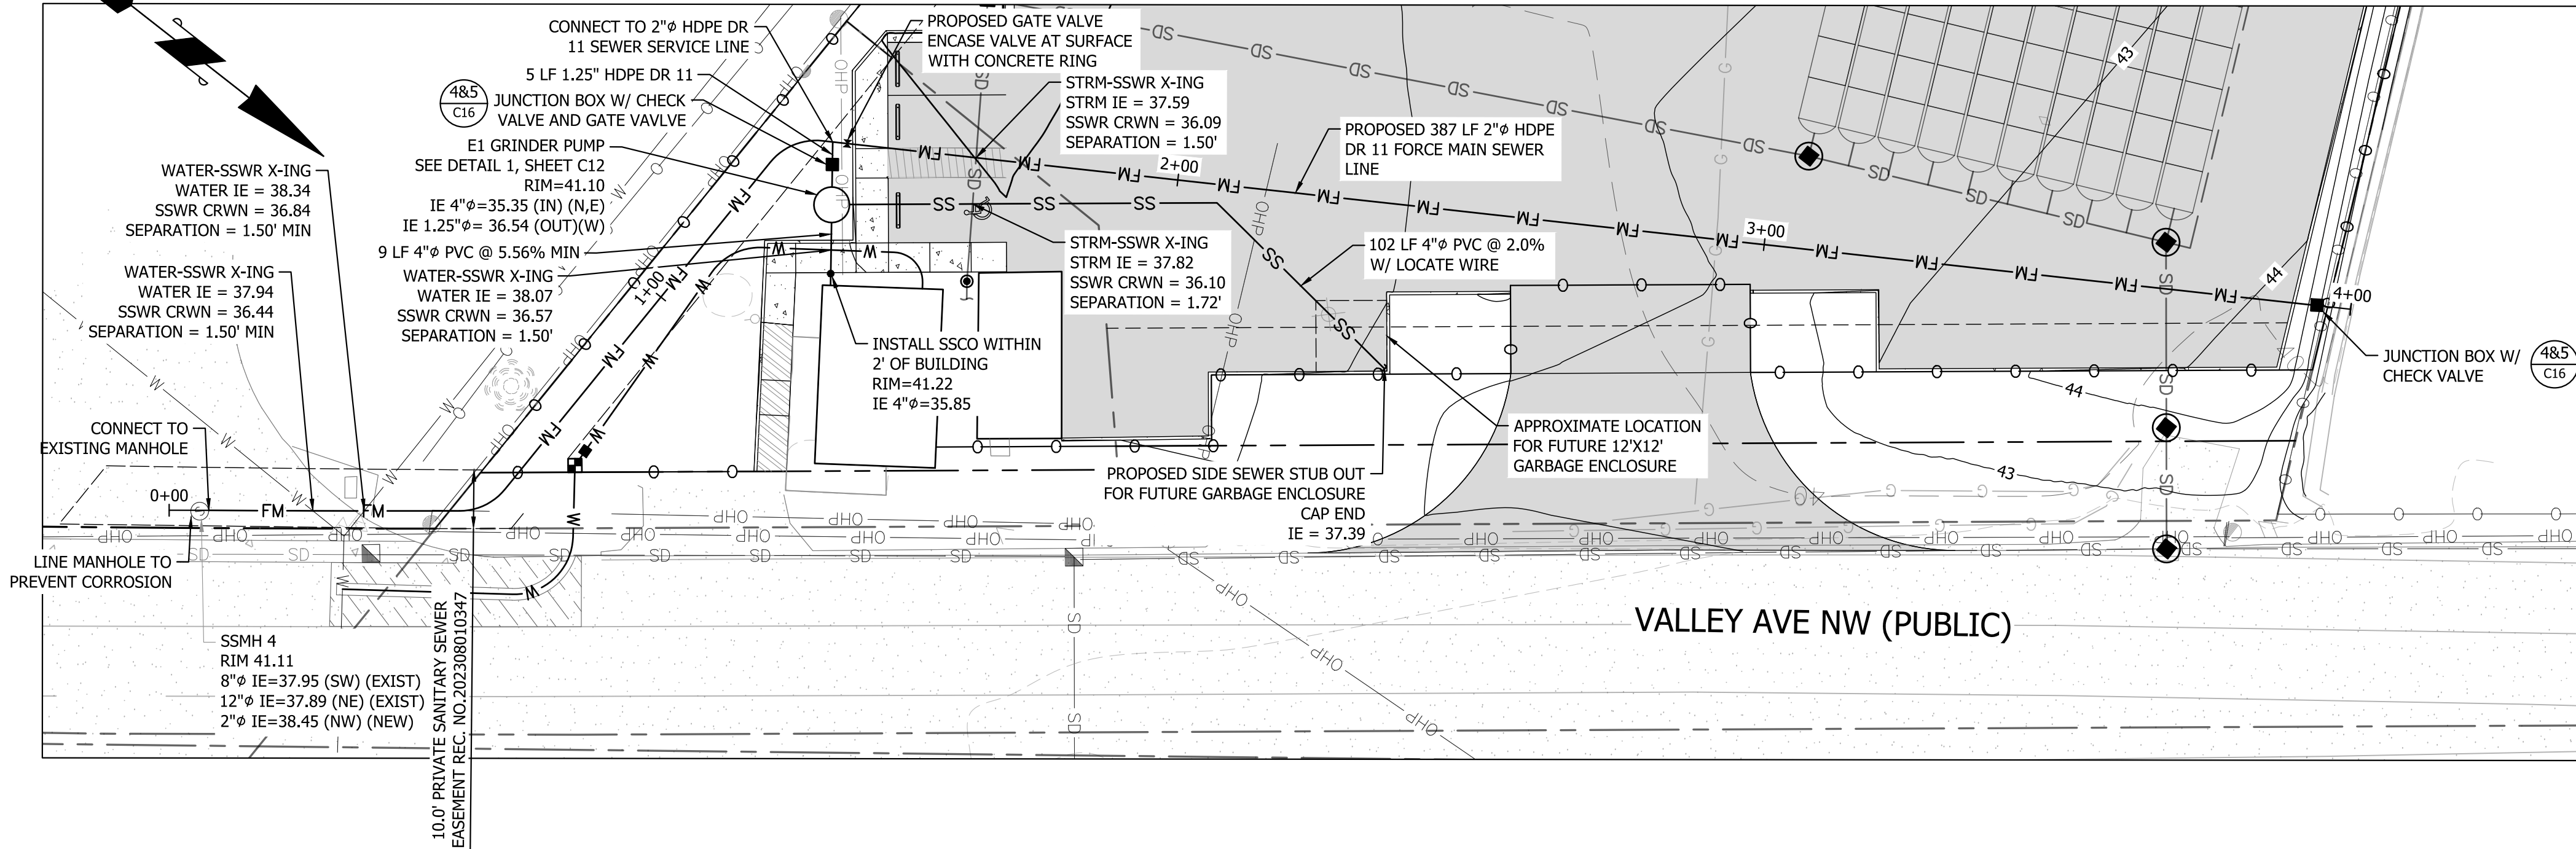 CONNECT TO 2"⌀ HDPE DR
11 SEWER SERVICE LINE
5 LF 1.25" HDPE DR 11
4&5
C16
JUNCTION BOX W/ CHECK
VALVE AND GATE VAVLVE
E1 GRINDER PUMP
SEE DETAIL 1, SHEET C12
RIM=41.10
IE 4"⌀=35.35 (IN) (N,E)
IE 1.25"⌀= 36.54 (OUT)(W)
9 LF 4"⌀ PVC @ 5.56% MIN
WATER-SSWR X-ING
WATER IE = 38.07
SSWR CRWN = 36.57
SEPARATION = 1.50'
WATER-SSWR X-ING
WATER IE = 38.34
SSWR CRWN = 36.84
SEPARATION = 1.50' MIN
WATER-SSWR X-ING
WATER IE = 37.94
SSWR CRWN = 36.44
SEPARATION = 1.50' MIN
CONNECT TO
EXISTING MANHOLE
0+00
LINE MANHOLE TO
PREVENT CORROSION
SSMH 4
RIM 41.11
8"⌀ IE=37.95 (SW) (EXIST)
12"⌀ IE=37.89 (NE) (EXIST)
2"⌀ IE=38.45 (NW) (NEW)
10.0' PRIVATE SANITARY SEWER
EASEMENT REC. NO.202308010347
PROPOSED GATE VALVE
ENCASE VALVE AT SURFACE
WITH CONCRETE RING
STRM-SSWR X-ING
STRM IE = 37.59
SSWR CRWN = 36.09
SEPARATION = 1.50'
STRM-SSWR X-ING
STRM IE = 37.82
SSWR CRWN = 36.10
SEPARATION = 1.72'
INSTALL SSCO WITHIN
2' OF BUILDING
RIM=41.22
IE 4"⌀=35.85
PROPOSED 387 LF 2"⌀ HDPE
DR 11 FORCE MAIN SEWER
LINE
102 LF 4"⌀ PVC @ 2.0%
W/ LOCATE WIRE
APPROXIMATE LOCATION
FOR FUTURE 12'X12'
GARBAGE ENCLOSURE
PROPOSED SIDE SEWER STUB OUT
FOR FUTURE GARBAGE ENCLOSURE
CAP END
IE = 37.39
1+00
2+00
3+00
4+00
JUNCTION BOX W/
CHECK VALVE
4&5
C16
43
44
44
43
VALLEY AVE NW (PUBLIC)
FM
SS
SD
W
OHP
G